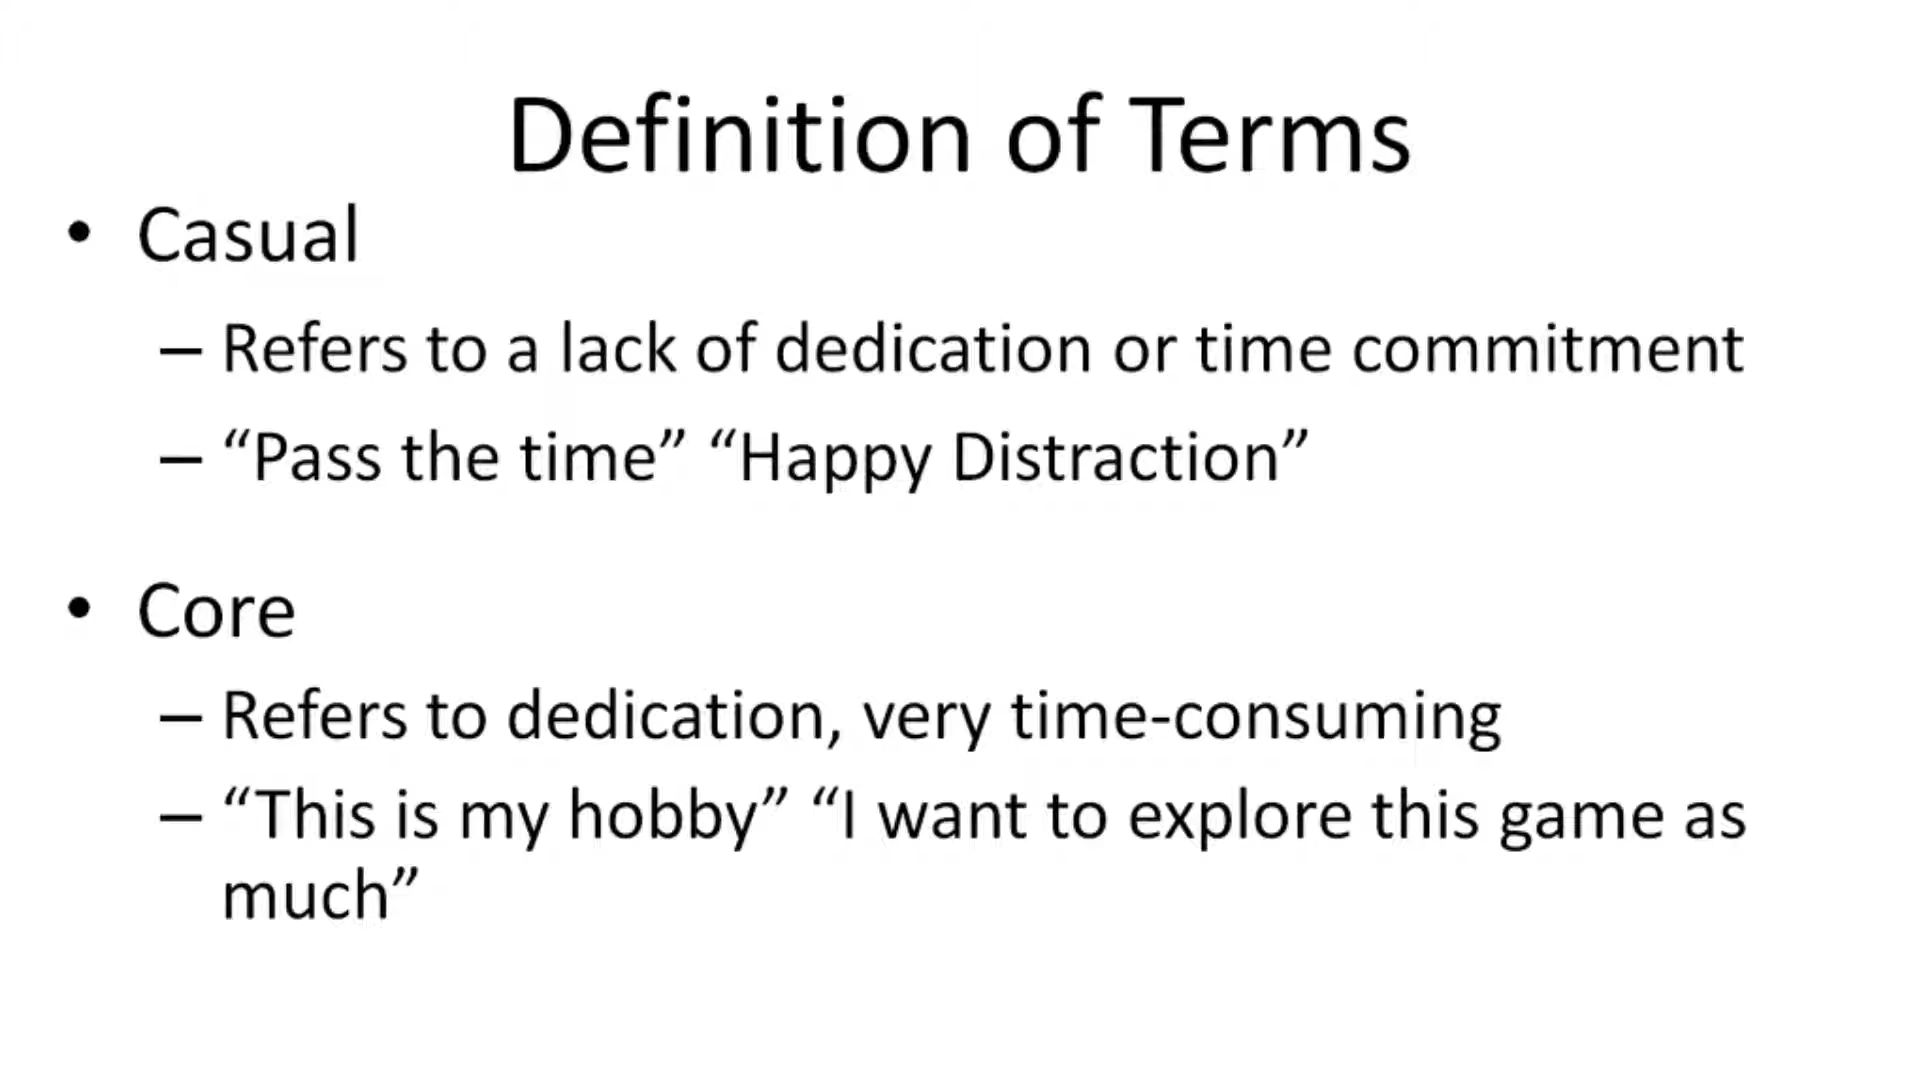 Definition of Terms
• Casual
– Refers to a lack of dedication or time commitment
– “Pass the time” “Happy Distraction”
• Core
– Refers to dedication, very time-consuming
– “This is my hobby” “I want to explore this game as
much”